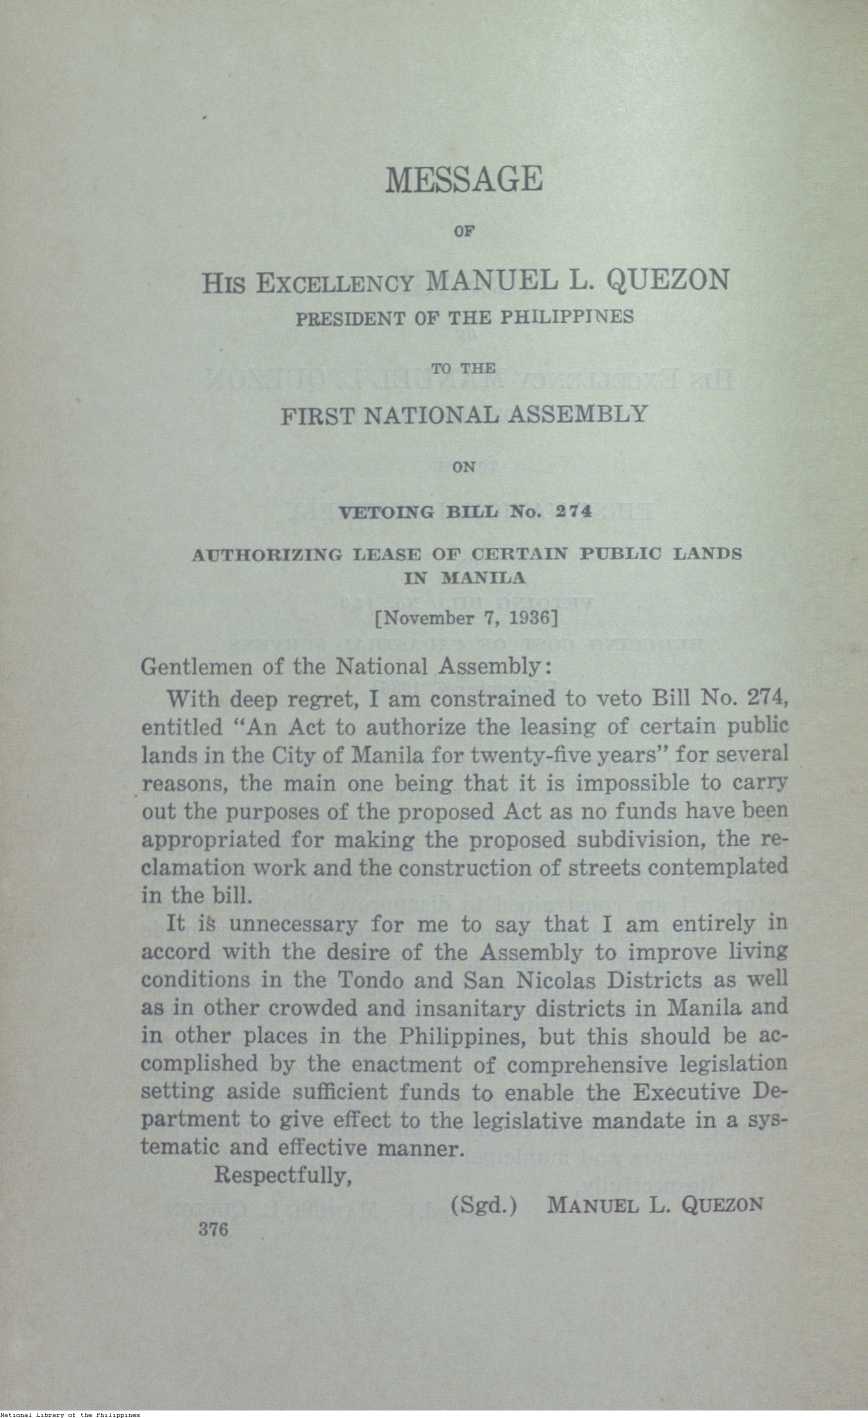 MESSAGE
OF
HIS EXCELLENCY MANUEL L. QUEZON
PRESIDENT OF THE PHILIPPINES
TO THE
FIRST NATIONAL ASSEMBLY
ON
VETOING BILL No. 274
AUTHORIZING LEASE OF CERTAIN PUBLIC LANDS
IN MANILA
[November 7, 1936]
Gentlemen of the National Assembly:
With deep regret, I am constrained to veto Bill No. 274,
entitled “An Act to authorize the leasing of certain public
lands in the City of Manila for twenty-five years” for several
reasons, the main one being that it is impossible to carry
out the purposes of the proposed Act as no funds have been
appropriated for making the proposed subdivision, the re-
clamation work and the construction of streets contemplated
in the bill.
It is unnecessary for me to say that I am entirely in
accord with the desire of the Assembly to improve living
conditions in the Tondo and San Nicolas Districts as well
as in other crowded and insanitary districts in Manila and
in other places in the Philippines, but this should be ac-
complished by the enactment of comprehensive legislation
setting aside sufficient funds to enable the Executive De-
partment to give effect to the legislative mandate in a sys-
tematic and effective manner.
Respectfully,
(Sgd.) MANUEL L. QUEZON
376
National Library of the Philippines